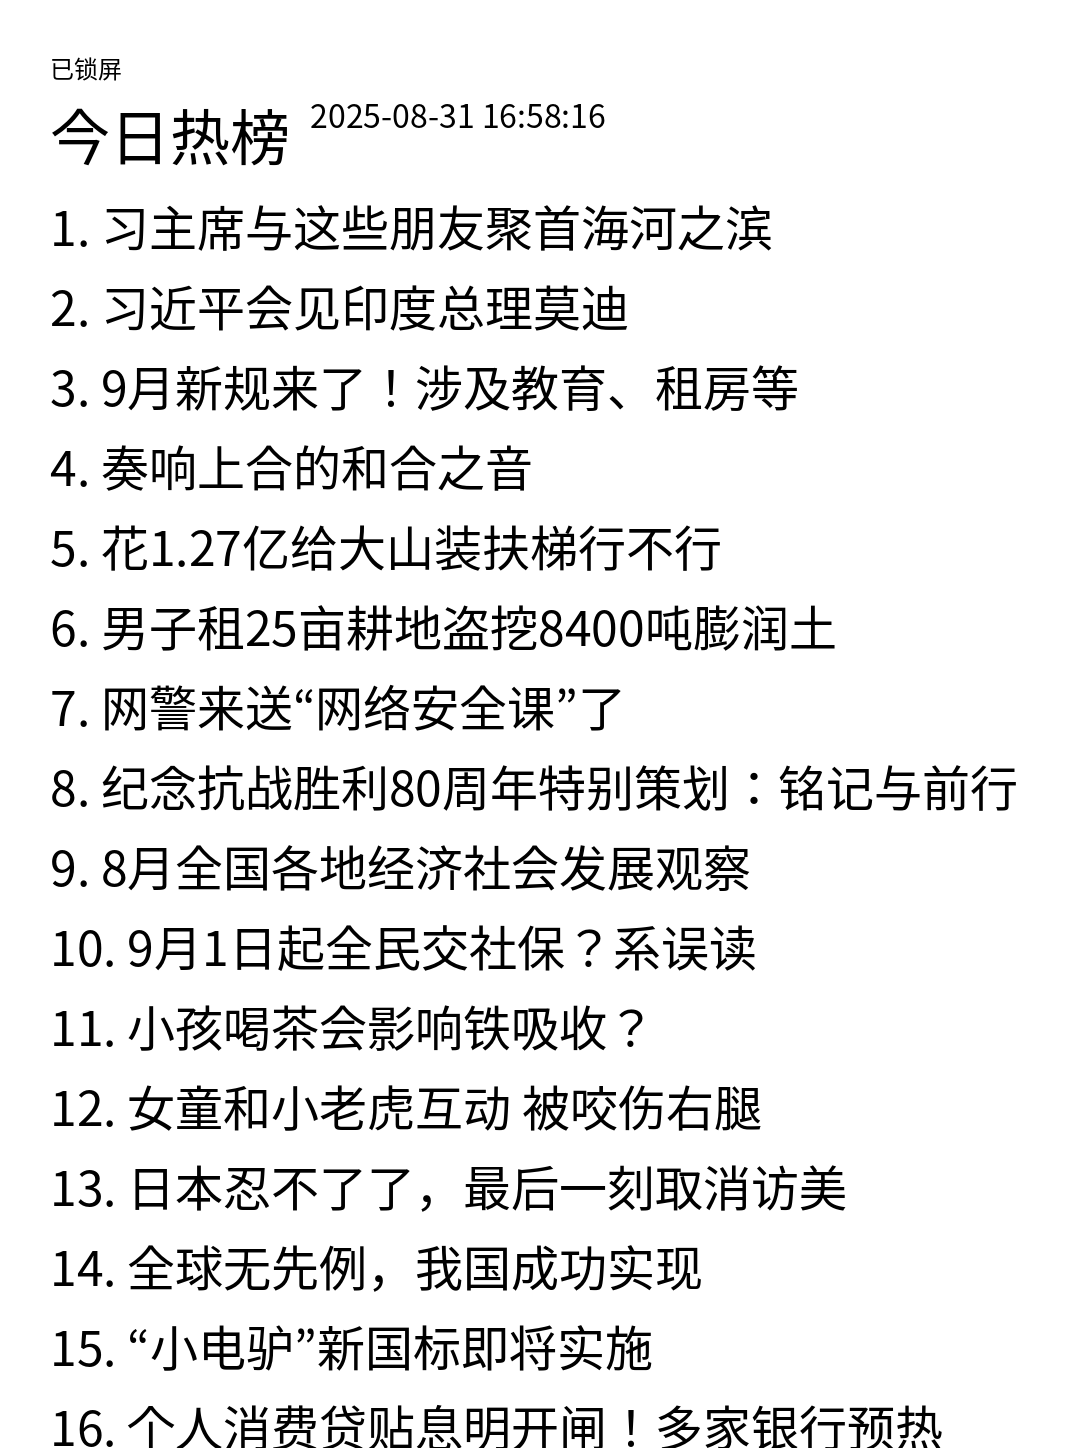 已锁屏
今日热榜 2025-08-31 16:58:16
1. 习主席与这些朋友聚首海河之滨
2. 习近平会见印度总理莫迪
3. 9月新规来了！涉及教育、租房等
4. 奏响上合的和合之音
5. 花1.27亿给大山装扶梯行不行
6. 男子租25亩耕地盗挖8400吨膨润土
7. 网警来送“网络安全课”了
8. 纪念抗战胜利80周年特别策划：铭记与前行
9. 8月全国各地经济社会发展观察
10. 9月1日起全民交社保？系误读
11. 小孩喝茶会影响铁吸收？
12. 女童和小老虎互动 被咬伤右腿
13. 日本忍不了了，最后一刻取消访美
14. 全球无先例，我国成功实现
15. “小电驴”新国标即将实施
16. 个人消费贷贴息明开闸！多家银行预热